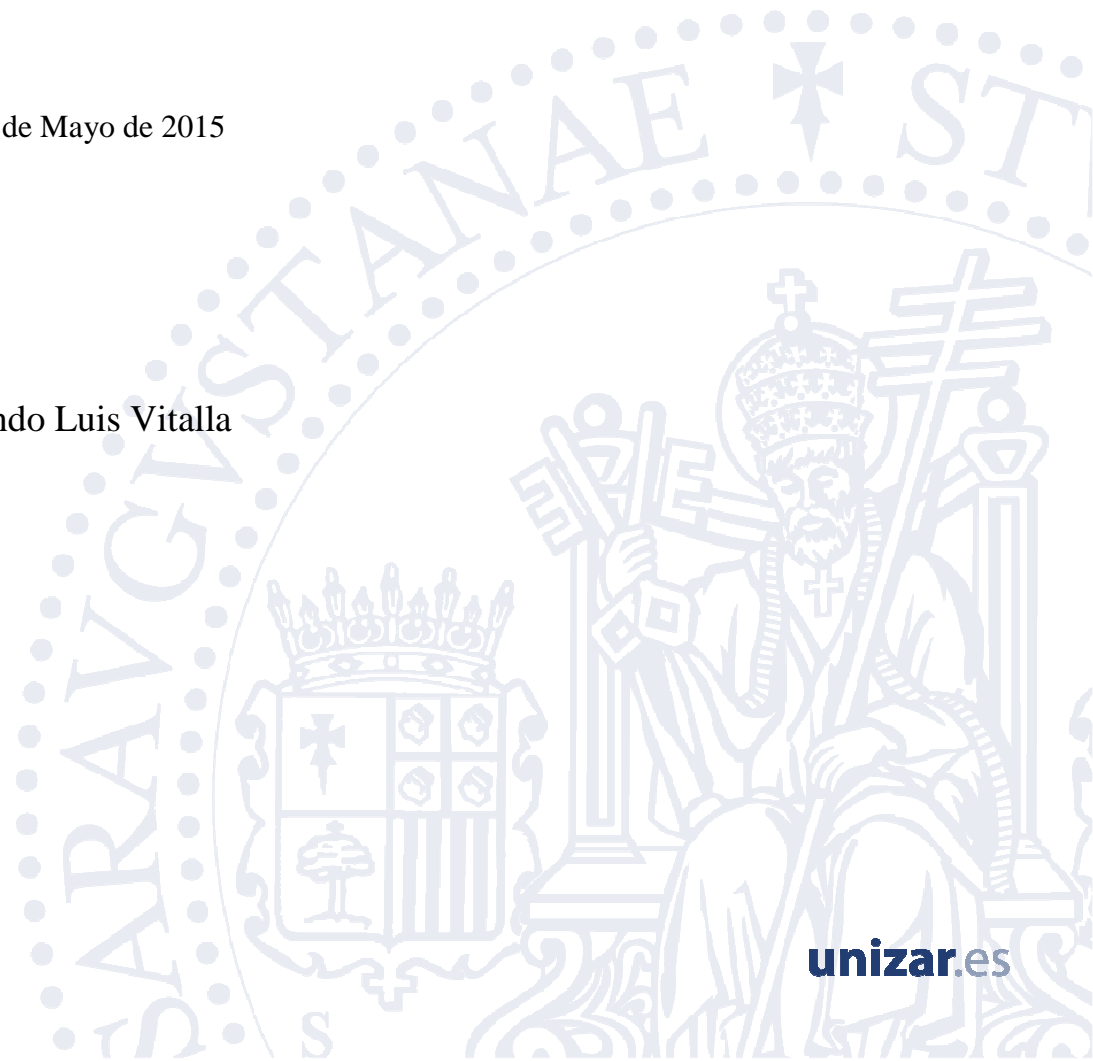 de Mayo de 2015
SARAVGVSTANAE ST
ndo Luis Vitalla
S
unizar.es